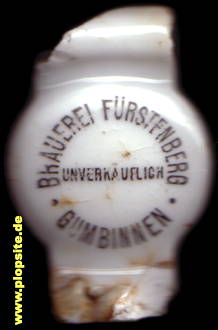 BRAUEREI FÜRSTENBERG
UNVERKÄUFLICH
· GUMBINNEN ·
www.plopsite.de